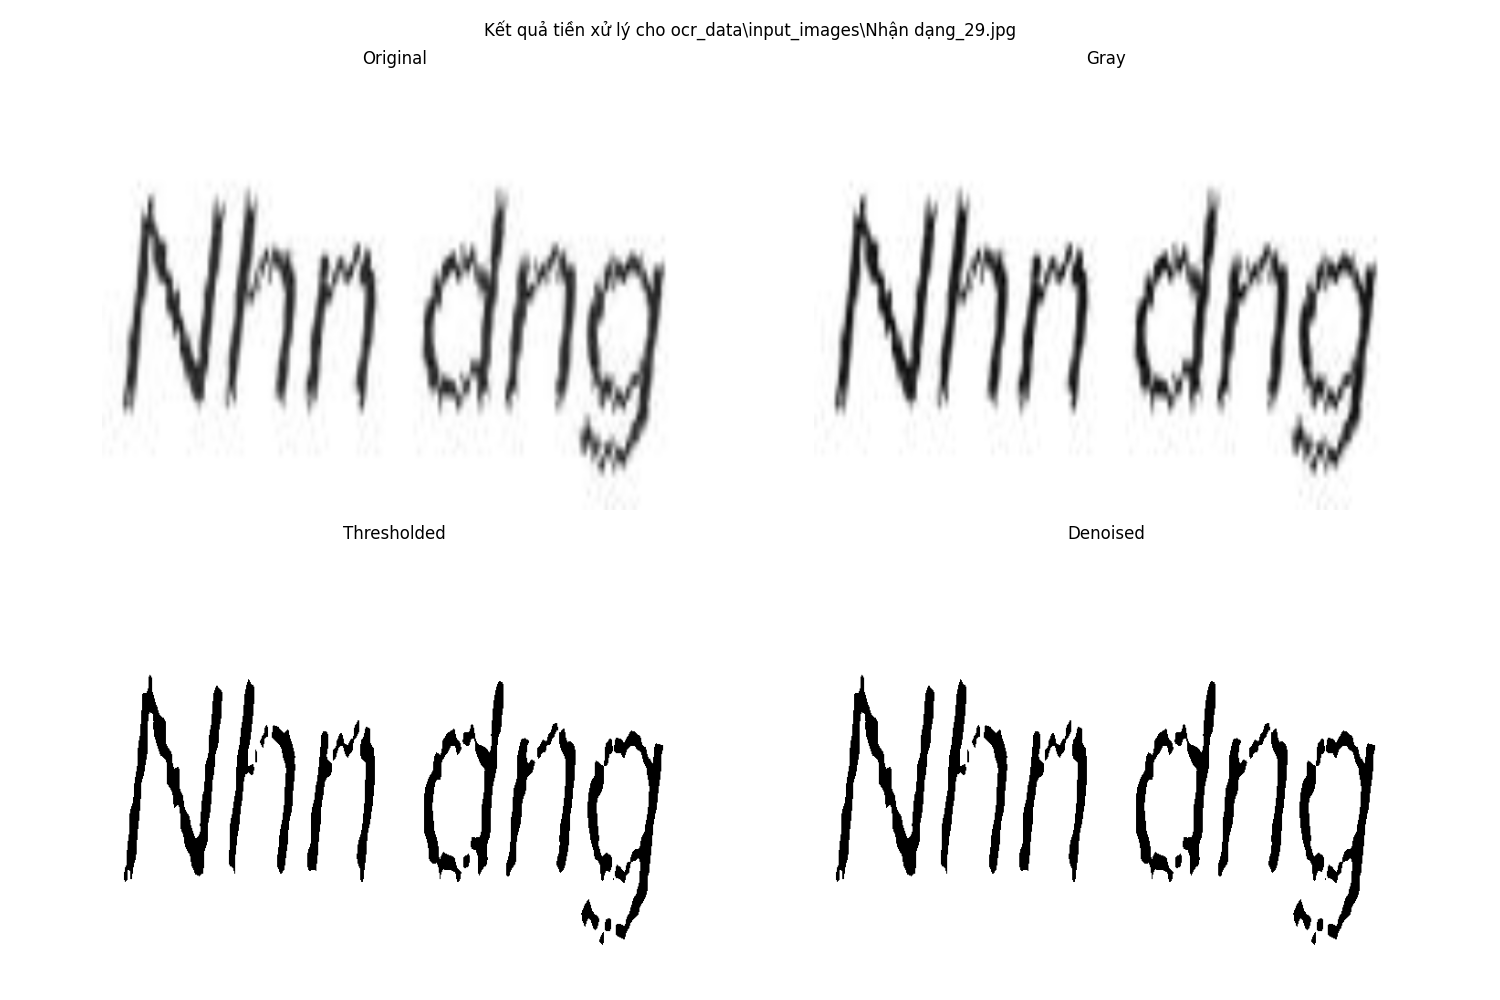 Kết quả tiền xử lý cho ocr_data\input_images\Nhận dạng_29.jpg
Original
Gray
Nhn dng
Nhn dng
Thresholded
Denoised
Nhn dng
Nhn dng